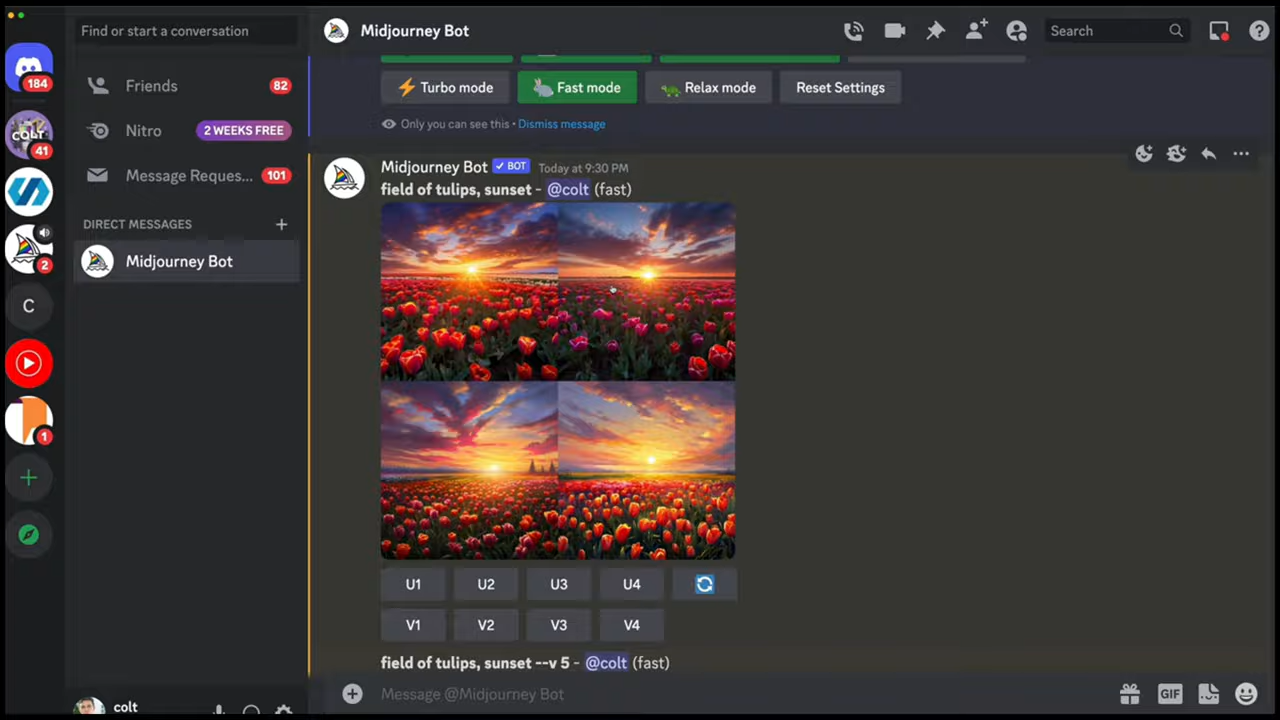 Find or start a conversation
184
Friends
82
COLT
41
Nitro
2 WEEKS FREE
Message Reques...
101
DIRECT MESSAGES
Midjourney Bot
2
C
1
colt
Midjourney Bot
Search
Turbo mode
Fast mode
Relax mode
Reset Settings
Only you can see this • Dismiss message
Midjourney Bot
BOT
Today at 9:30 PM
field of tulips, sunset - @colt (fast)
U1
U2
U3
U4
V1
V2
V3
V4
field of tulips, sunset --v 5 - @colt (fast)
Message @Midjourney Bot
GIF